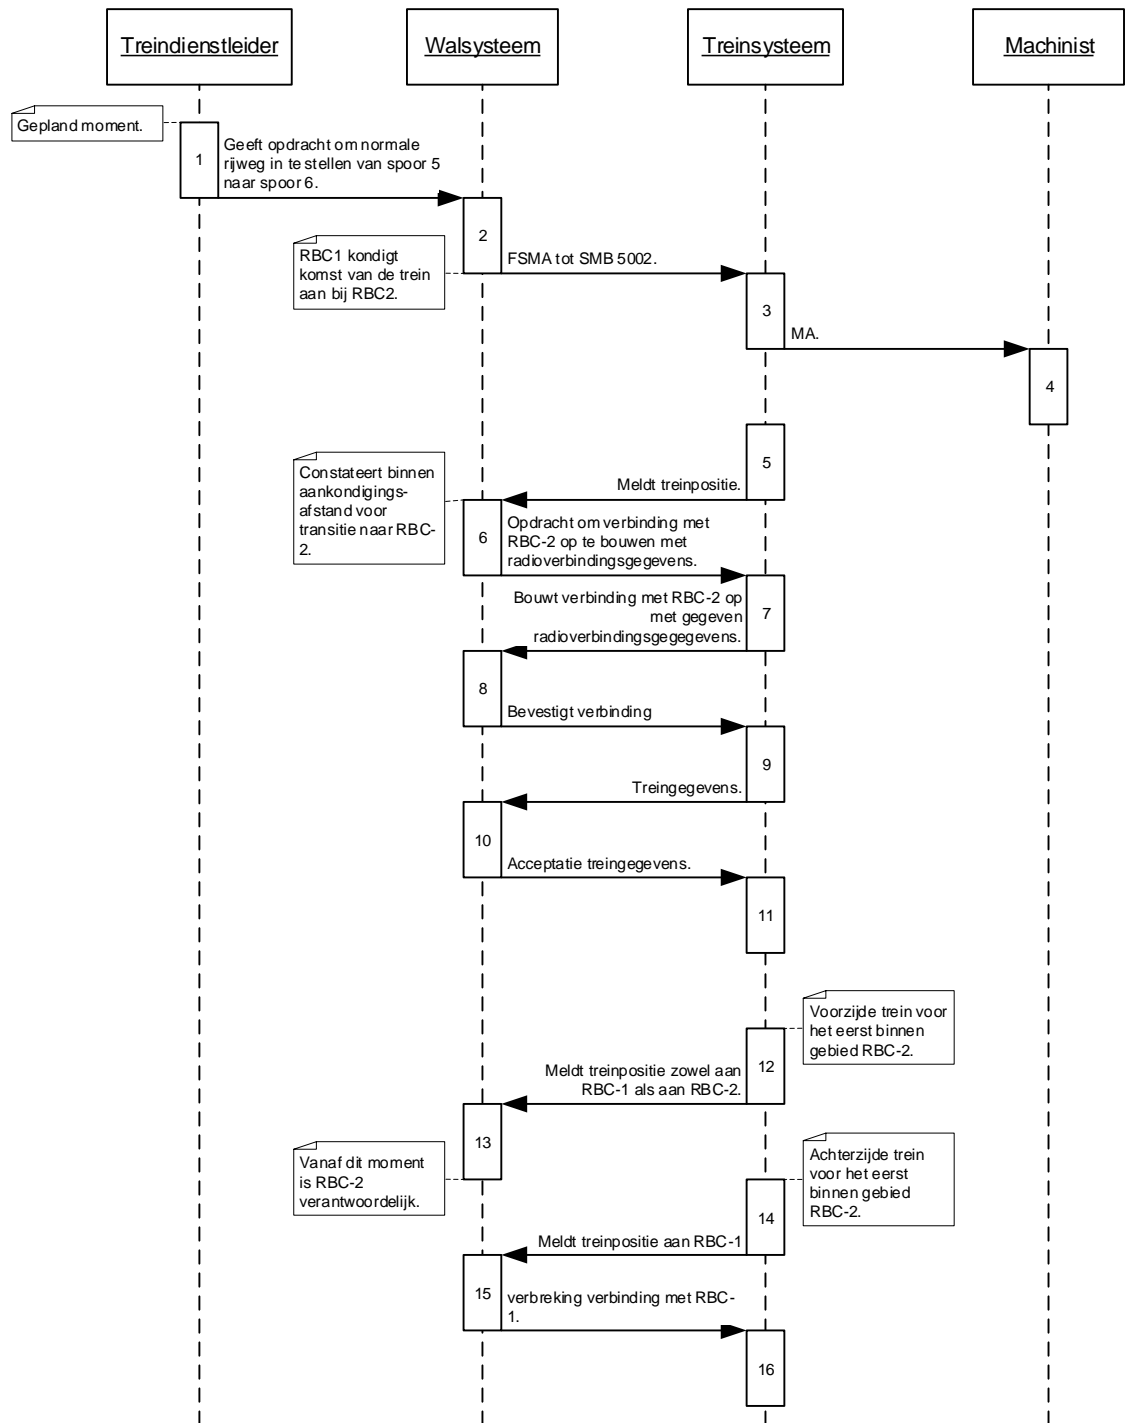 Treindienstleider
Walsysteem
Treinsysteem
Machinist
Gepland moment.
1
Geeft opdracht om normale
rijweg in te stellen van spoor 5
naar spoor 6.
2
RBC1 kondigt
komst van de trein
aan bij RBC2.
FSMA tot SMB 5002.
3
MA.
4
5
Meldt treinpositie.
Constateert binnen
aankondigings-
afstand voor
transitie naar RBC-
2.
6
Opdracht om verbinding met
RBC-2 op te bouwen met
radioverbindingsgegevens.
7
Bouwt verbinding met RBC-2 op
met gegeven
radioverbindingsgegegevens.
8
Bevestigt verbinding
9
Treingegevens.
10
Acceptatie treingegevens.
11
Voorzijde trein voor
het eerst binnen
gebied RBC-2.
12
Meldt treinpositie zowel aan
RBC-1 als aan RBC-2.
13
Vanaf dit moment
is RBC-2
verantwoordelijk.
Achterzijde trein
voor het eerst
binnen gebied
RBC-2.
14
Meldt treinpositie aan RBC-1
15
verbreking verbinding met RBC-
1.
16